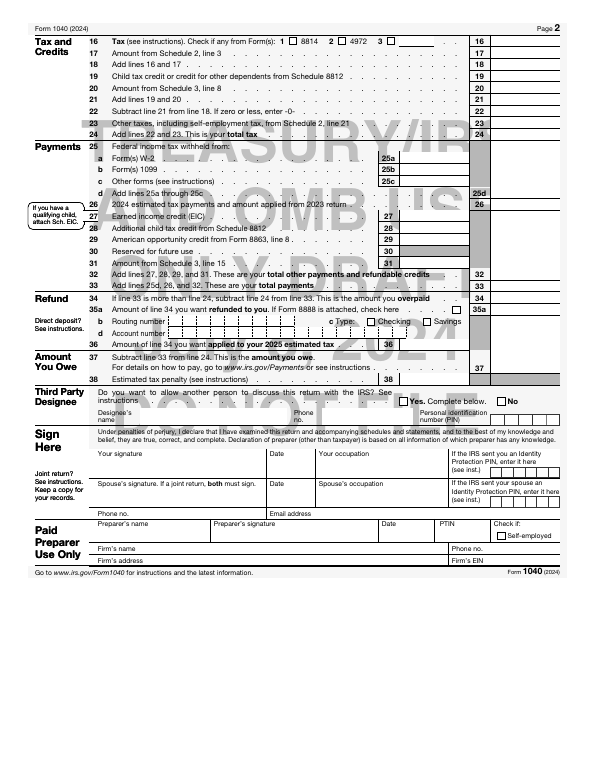 Form 1040 (2024) Page 2
Tax and Credits
16 Tax (see instructions). Check if any from Form(s): 1 8814 2 4972 3 . . 16
17 Amount from Schedule 2, line 3 17
18 Add lines 16 and 17 18
19 Child tax credit or credit for other dependents from Schedule 8812 19
20 Amount from Schedule 3, line 8 20
21 Add lines 19 and 20 21
22 Subtract line 21 from line 18. If zero or less, enter -0- 22
23 Other taxes, including self-employment tax, from Schedule 2, line 21 23
24 Add lines 22 and 23. This is your total tax 24
Payments
25 Federal income tax withheld from:
a Form(s) W-2 25a
b Form(s) 1099 25b
c Other forms (see instructions) 25c
d Add lines 25a through 25c 25d
If you have a qualifying child, attach Sch. EIC.
26 2024 estimated tax payments and amount applied from 2023 return 26
27 Earned income credit (EIC) 27
28 Additional child tax credit from Schedule 8812 28
29 American opportunity credit from Form 8863, line 8 29
30 Reserved for future use 30
31 Amount from Schedule 3, line 15 31
32 Add lines 27, 28, 29, and 31. These are your total other payments and refundable credits 32
33 Add lines 25d, 26, and 32. These are your total payments 33
Refund
34 If line 33 is more than line 24, subtract line 24 from line 33. This is the amount you overpaid 34
35a Amount of line 34 you want refunded to you. If Form 8888 is attached, check here 35a
Direct deposit? See instructions.
b Routing number c Type: Checking Savings
d Account number
36 Amount of line 34 you want applied to your 2025 estimated tax 36
Amount You Owe
37 Subtract line 33 from line 24. This is the amount you owe.
For details on how to pay, go to www.irs.gov/Payments or see instructions 37
38 Estimated tax penalty (see instructions) 38
Third Party Designee
Do you want to allow another person to discuss this return with the IRS? See
instructions Yes. Complete below. No
Designee's name Phone no. Personal identification number (PIN)
Sign Here
Under penalties of perjury, I declare that I have examined this return and accompanying schedules and statements, and to the best of my knowledge and
belief, they are true, correct, and complete. Declaration of preparer (other than taxpayer) is based on all information of which preparer has any knowledge.
Joint return? See instructions. Keep a copy for your records.
Your signature Date Your occupation If the IRS sent you an Identity Protection PIN, enter it here (see inst.)
Spouse's signature. If a joint return, both must sign. Date Spouse's occupation If the IRS sent your spouse an Identity Protection PIN, enter it here (see inst.)
Phone no. Email address
Paid Preparer Use Only
Preparer's name Preparer's signature Date PTIN Check if:
Self-employed
Firm's name Phone no.
Firm's address Firm's EIN
Go to www.irs.gov/Form1040 for instructions and the latest information. Form 1040 (2024)